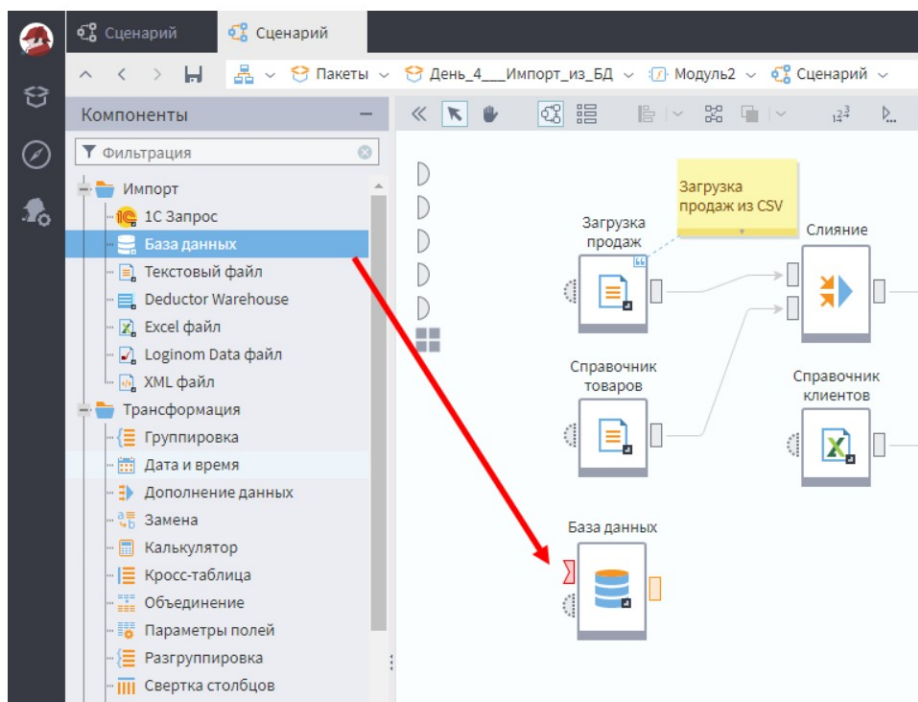 Сценарий
Сценарий
Пакеты
День_4___Импорт_из_БД
Модуль2
Сценарий
Компоненты
Фильтрация
Импорт
1С Запрос
База данных
Текстовый файл
Deductor Warehouse
Excel файл
Loginom Data файл
XML файл
Трансформация
Группировка
Дата и время
Дополнение данных
Замена
Калькулятор
Кросс-таблица
Объединение
Параметры полей
Разгруппировка
Свертка столбцов
Загрузка
продаж из CSV
Загрузка
продаж
Слияние
Справочник
товаров
Справочник
клиентов
База данных